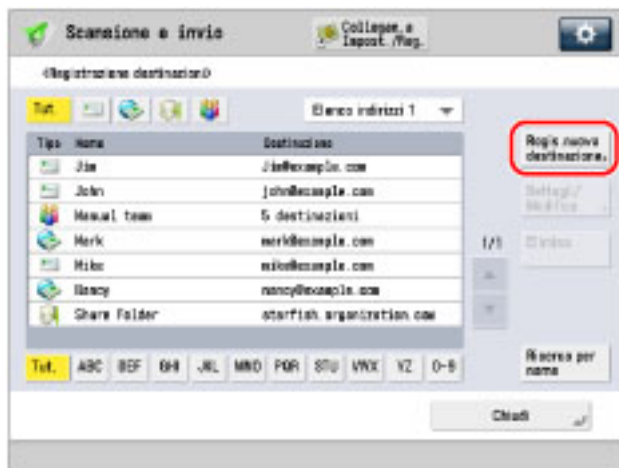 Scansione e invio
Collegam. a
Impost./Reg.
<Registrazione destinazioni>
Tut.
Elenco indirizzi 1
Tipo Nome Destinazione
Jim Jim@example.com
John john@example.com
Manual team 5 destinazioni
Mark mark@example.com
Mike mike@example.com
Nancy nancy@example.com
Share Folder starfish.organization.com
Regis.nuova
destinazione.
Dettagli/
Modifica
1/1
Elimina
Tut. ABC DEF GHI JKL MNO PQR STU VWX YZ 0-9
Ricerca per
nome
Chiudi